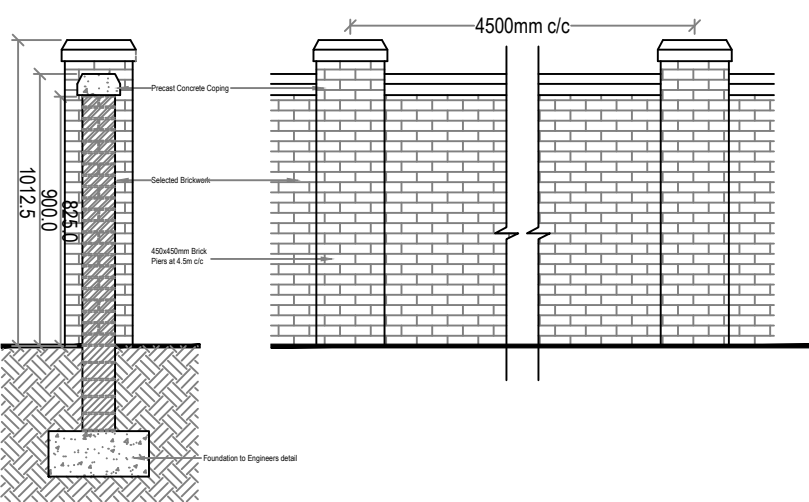 4500mm c/c
Precast Concrete Coping
Selected Brickwork
450x450mm Brick
Piers at 4.5m c/c
1012.5
900.0
825.0
Foundation to Engineers detail